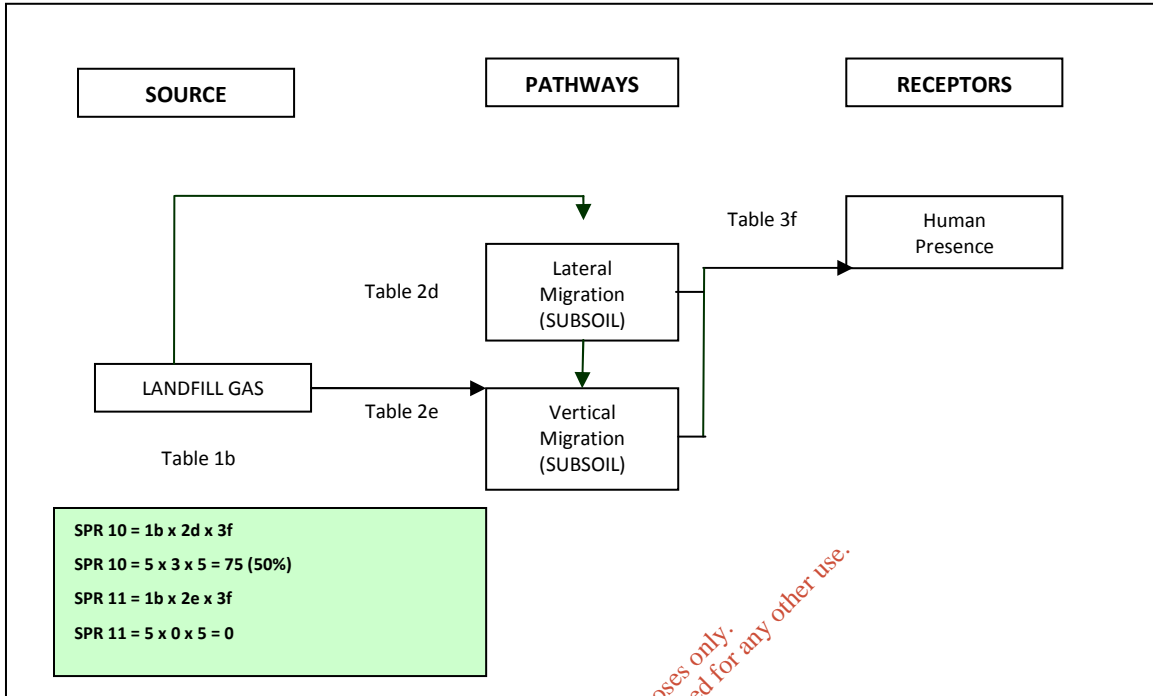 SOURCE
PATHWAYS
RECEPTORS
Table 3f
Human
Presence
Lateral
Migration
(SUBSOIL)
Table 2d
LANDFILL GAS
Table 2e
Vertical
Migration
(SUBSOIL)
Table 1b
SPR 10 = 1b x 2d x 3f
SPR 10 = 5 x 3 x 5 = 75 (50%)
SPR 11 = 1b x 2e x 3f
SPR 11 = 5 x 0 x 5 = 0
only.
for any other use.